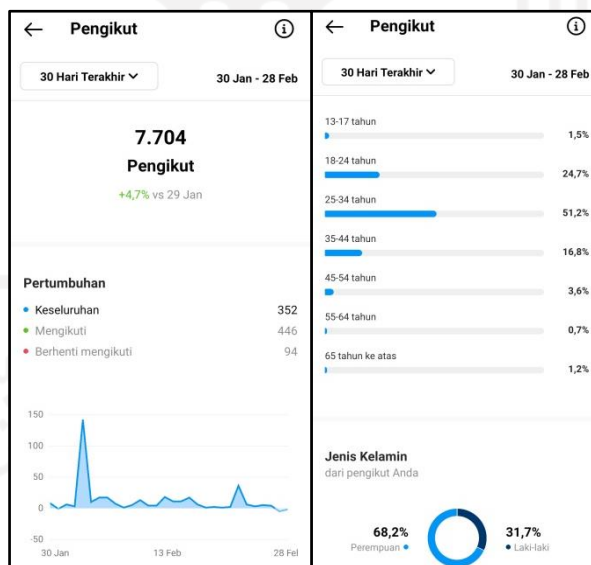 Pengikut
30 Hari Terakhir
30 Jan - 28 Feb
7.704
Pengikut
+4,7% vs 29 Jan
Pertumbuhan
Keseluruhan 352
Mengikuti 446
Berhenti mengikuti 94
150
100
50
0
-50
30 Jan 13 Feb 28 Fel
Pengikut
30 Hari Terakhir
30 Jan - 28 Feb
13-17 tahun
1,5%
18-24 tahun
24,7%
25-34 tahun
51,2%
35-44 tahun
16,8%
45-54 tahun
3,6%
55-64 tahun
0,7%
65 tahun ke atas
1,2%
Jenis Kelamin
dari pengikut Anda
68,2% 31,7%
Perempuan Laki-laki